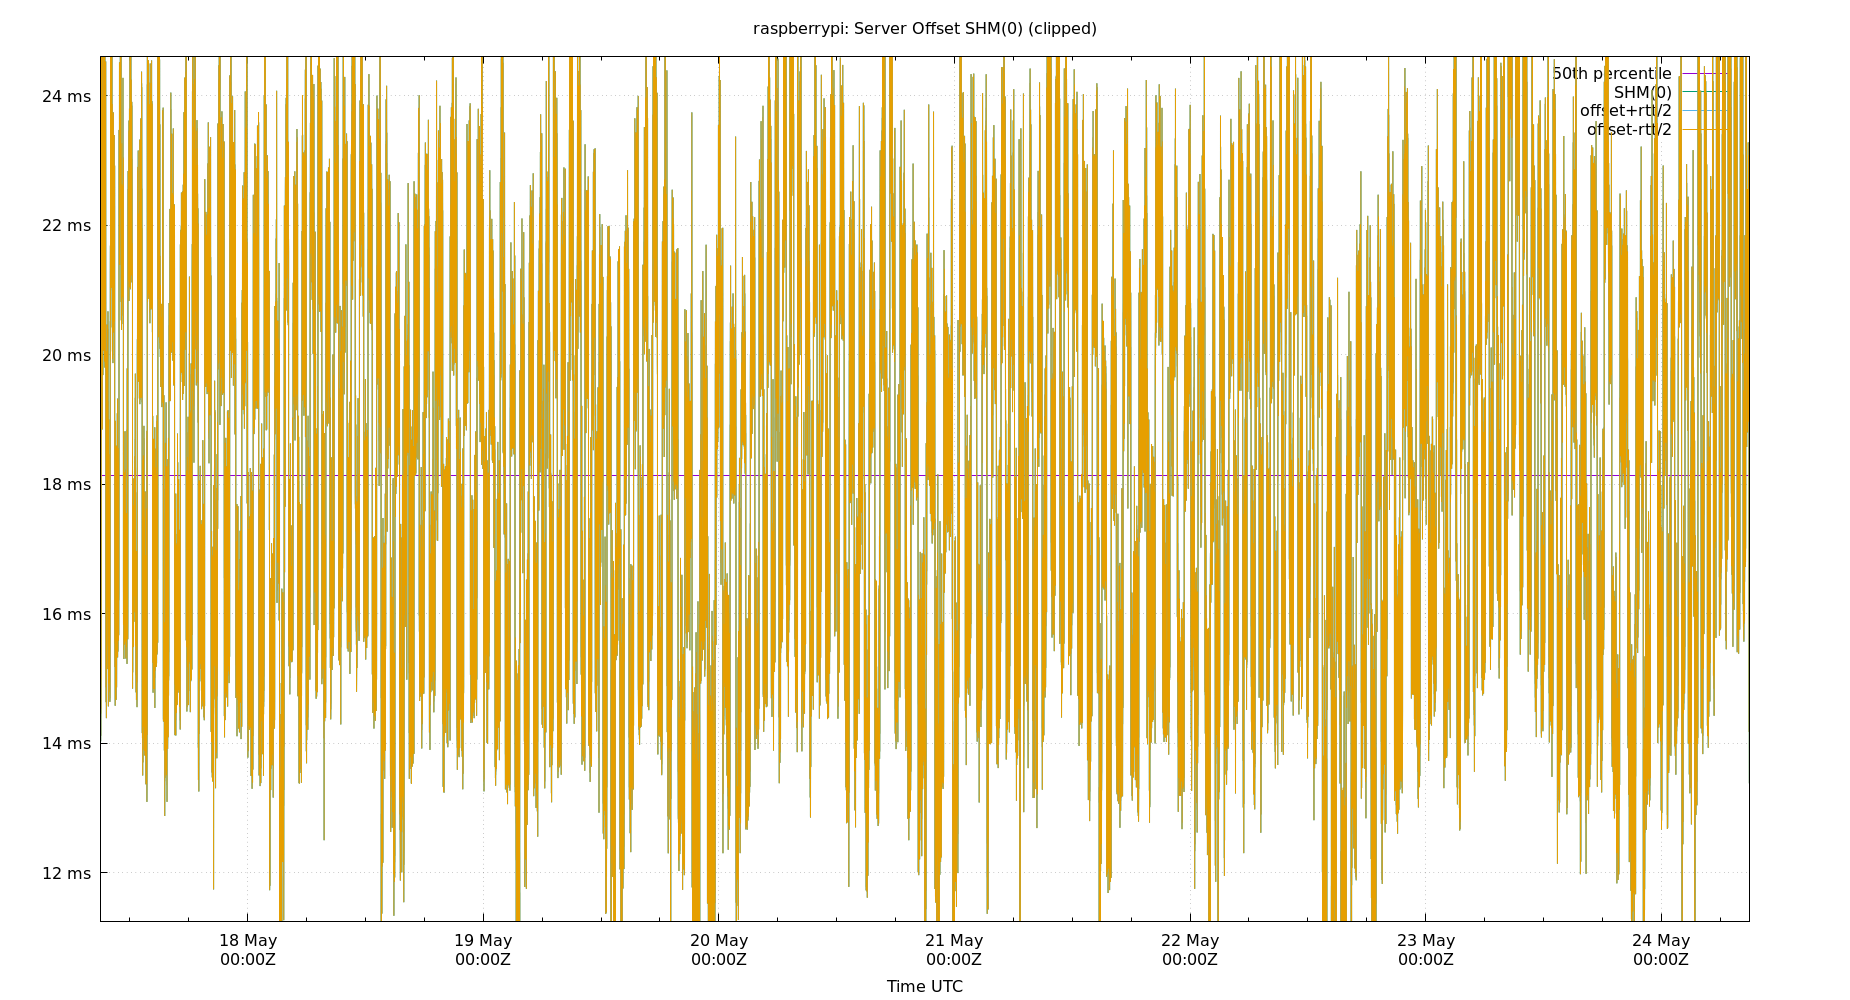 raspberrypi: Server Offset SHM(0) (clipped)
50th percentile
SHM(0)
offset+rtt/2
offset-rtt/2
24 ms
22 ms
20 ms
18 ms
16 ms
14 ms
12 ms
18 May 19 May 20 May 21 May 22 May 23 May 24 May
00:00Z 00:00Z 00:00Z 00:00Z 00:00Z 00:00Z 00:00Z
Time UTC